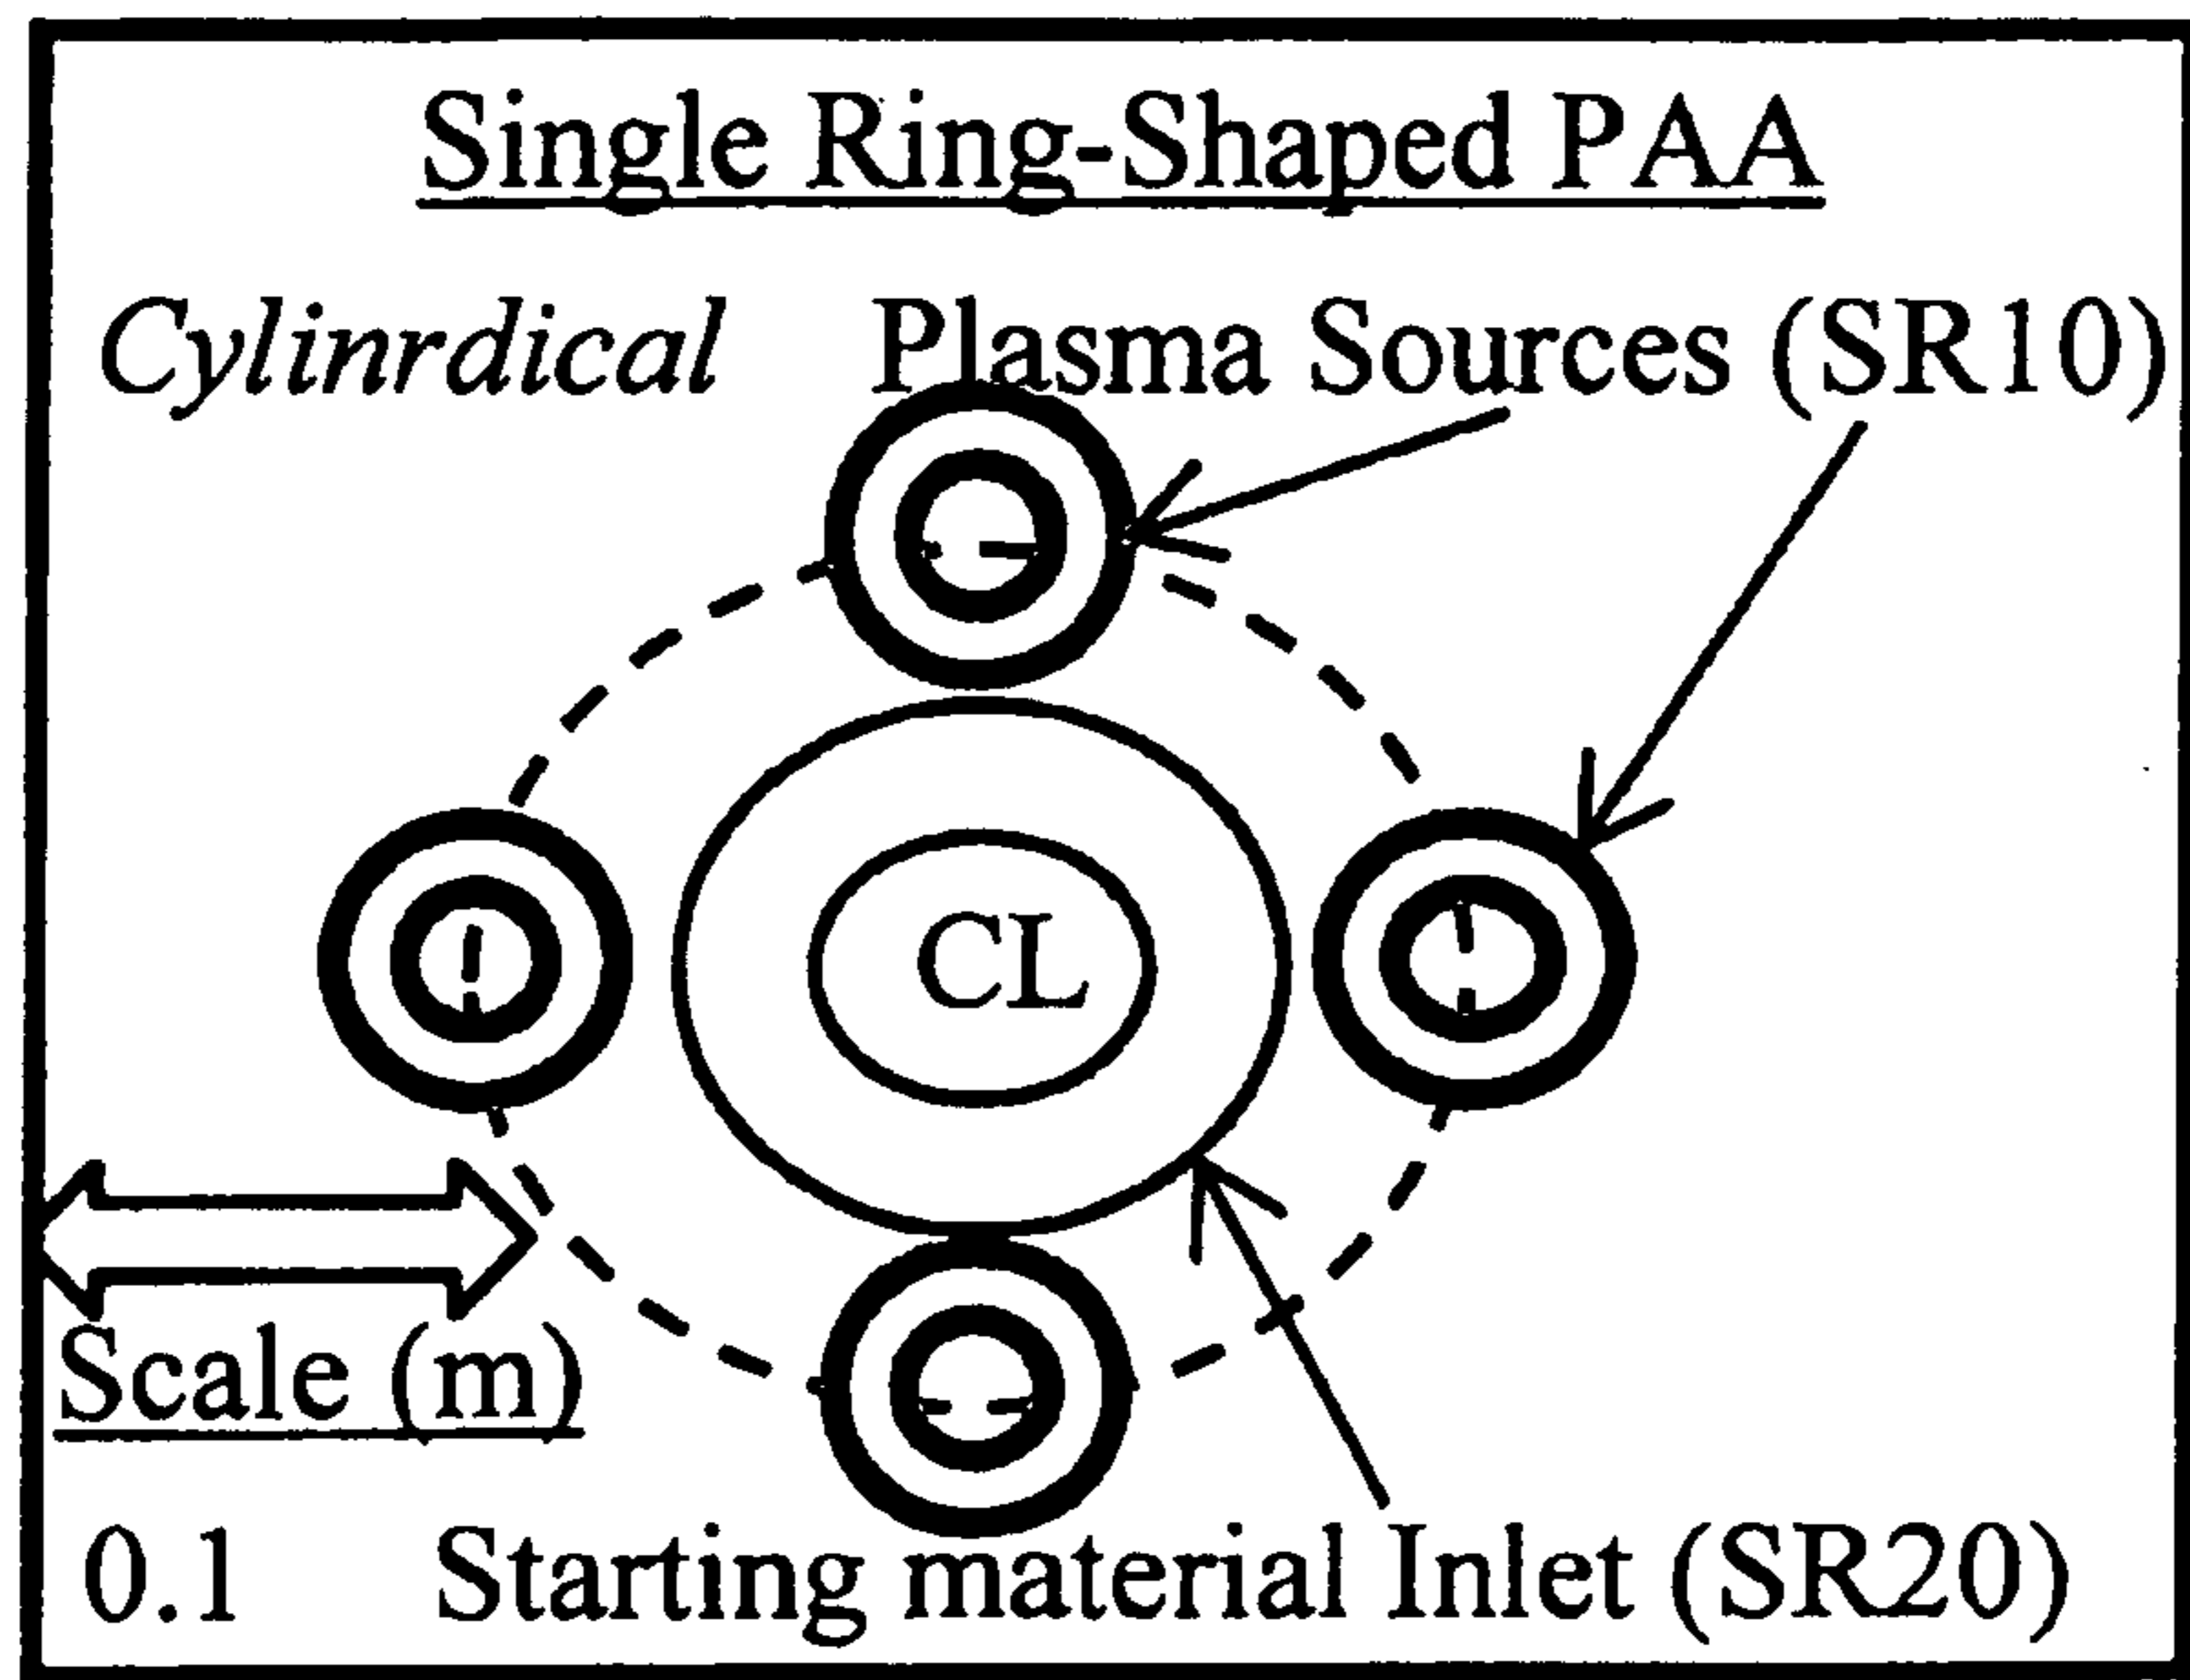 Single Ring-Shaped PAA
Cylinrdical Plasma Sources (SR10)
CL
Scale (m)
0.1 Starting material Inlet (SR20)